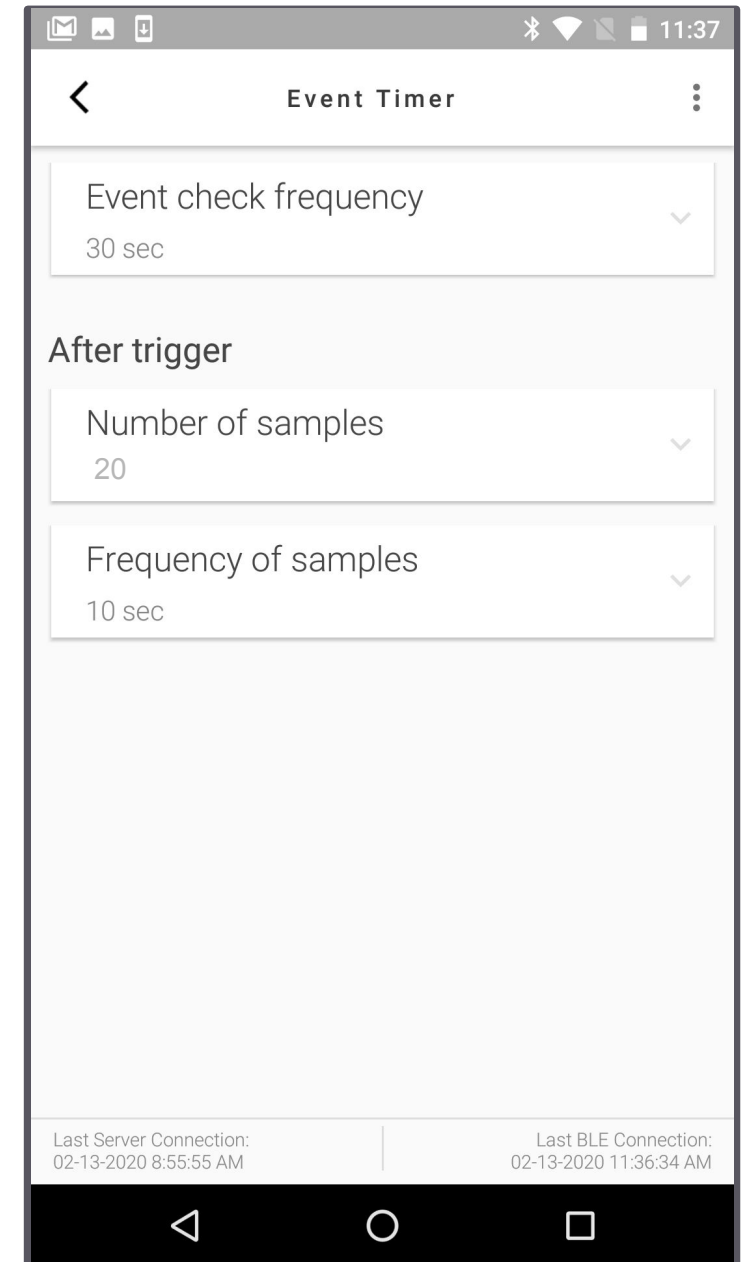 11:37
Event Timer
Event check frequency
30 sec
After trigger
Number of samples
20
Frequency of samples
10 sec
Last Server Connection:
02-13-2020 8:55:55 AM
Last BLE Connection:
02-13-2020 11:36:34 AM